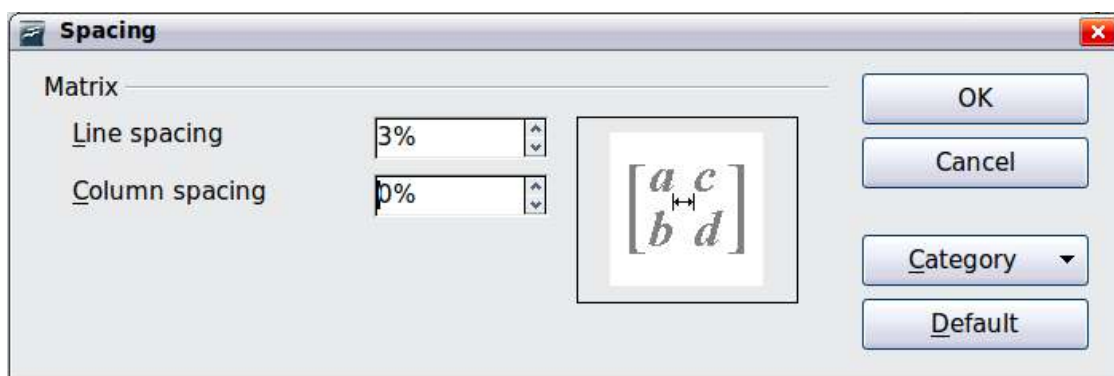 Spacing
Matrix
Line spacing 3%
Column spacing 0%
a c
b d
OK
Cancel
Category
Default